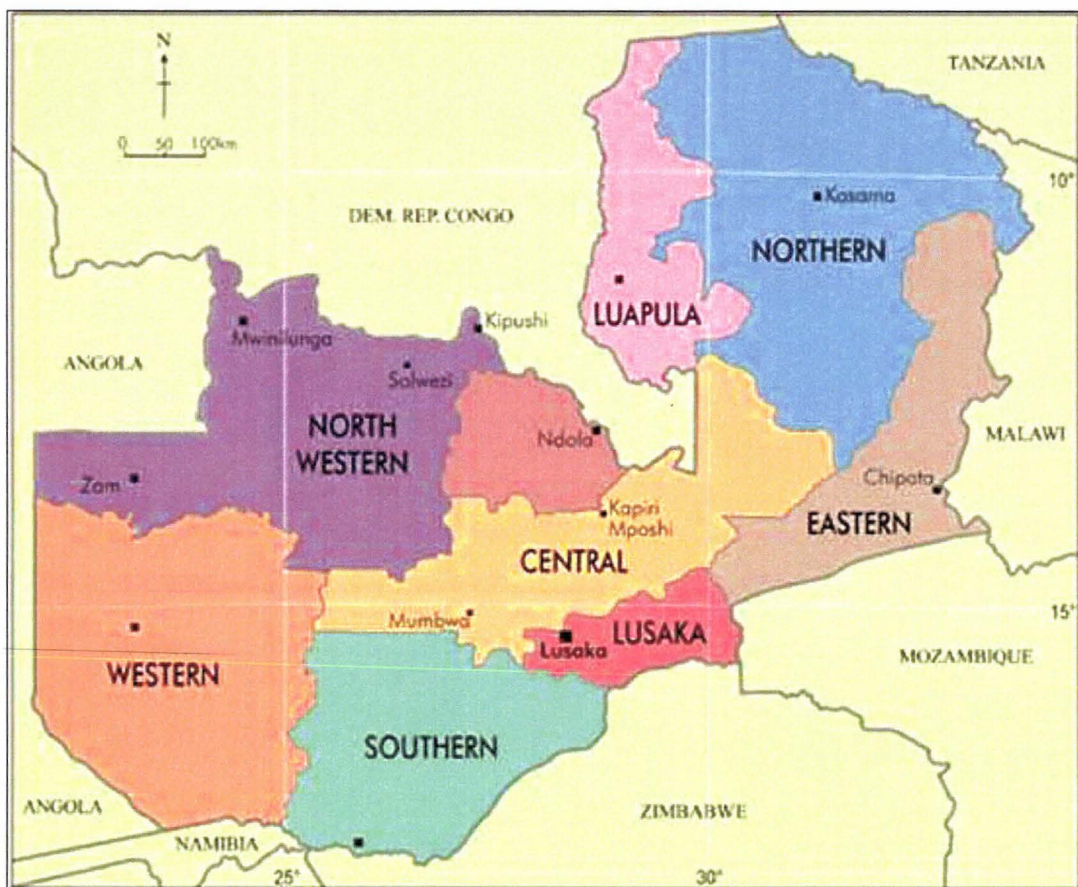 N
0 50 100km
TANZANIA
10°
DEM. REP. CONGO
Kasama
NORTHERN
LUAPULA
Kipushi
Mwinilunga
ANGOLA
Solwezi
NORTH
WESTERN
Ndola
MALAWI
Zam
Chipata
Kapiri
Mposhi
EASTERN
CENTRAL
15°
Mumbwa
Lusaka
LUSAKA
MOZAMBIQUE
WESTERN
SOUTHERN
ANGOLA
ZIMBABWE
NAMIBIA
25°
30°